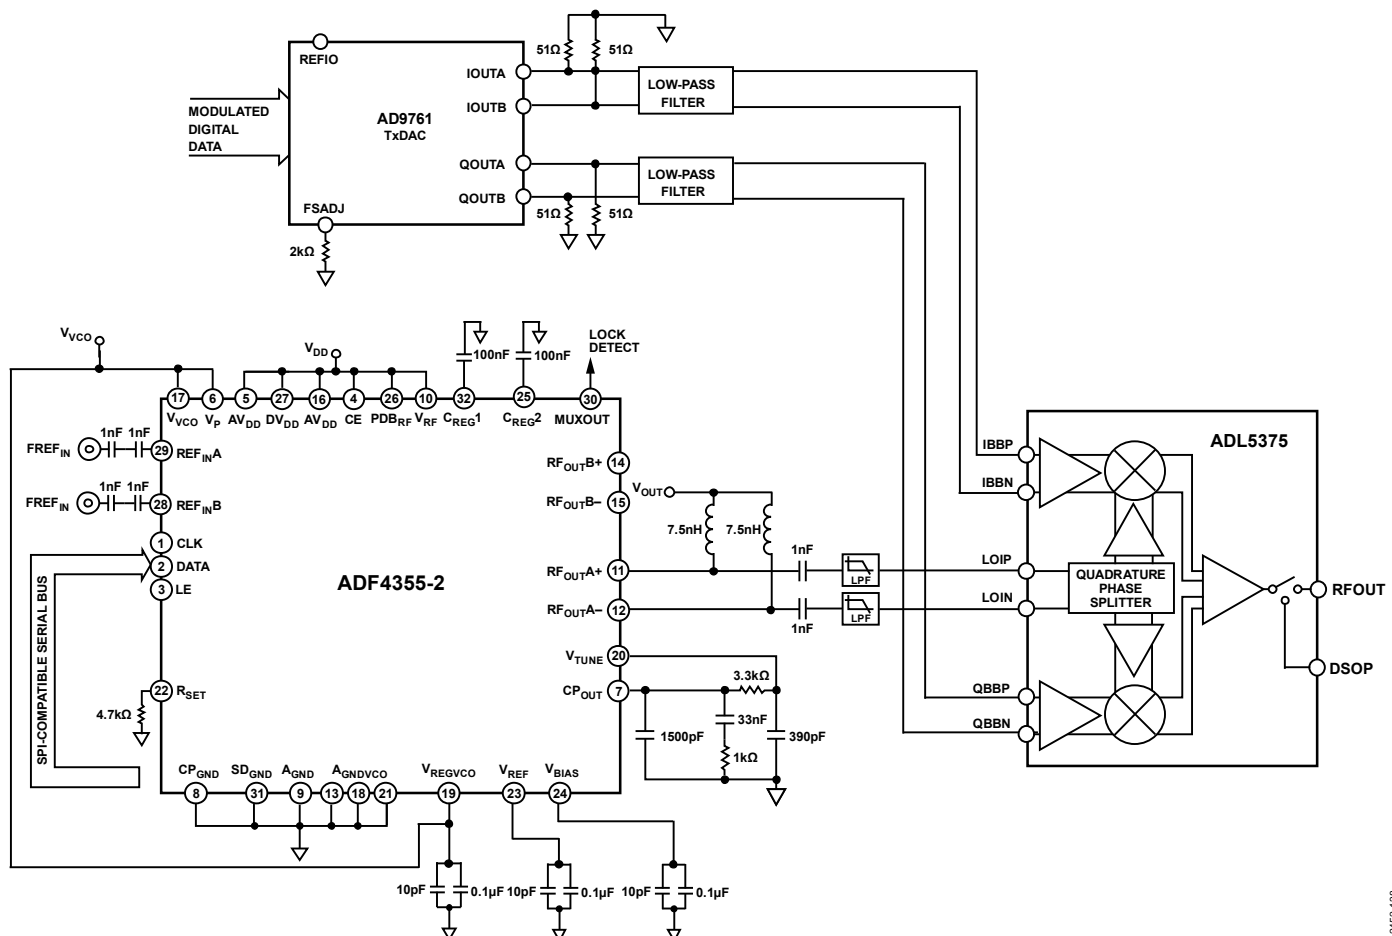 51Ω
51Ω
REFIO
IOUTA
LOW-PASS
FILTER
MODULATED
DIGITAL
DATA
AD9761
TxDAC
IOUTB
QOUTA
LOW-PASS
FILTER
QOUTB
FSADJ
51Ω
51Ω
2kΩ
VVCO
VDD
100nF
100nF
LOCK
DETECT
17
6
5
27
16
4
26
10
32
25
30
VVCO
VP
AVDD
DVDD
AVDD
CE
PDBRF
VRF
CREG1
CREG2
MUXOUT
FREFIN
1nF
1nF
29
REFINA
FREFIN
1nF
1nF
28
REFINB
1
CLK
2
DATA
3
LE
SPI-COMPATIBLE SERIAL BUS
ADF4355-2
RFOUTB+
14
RFOUTB–
15
VOUT
7.5nH
7.5nH
RFOUTA+
11
1nF
LPF
RFOUTA–
12
1nF
LPF
VTUNE
20
CPOUT
7
3.3kΩ
33nF
1500pF
390pF
1kΩ
22
RSET
4.7kΩ
CPGND
SDGND
AGND
AGNDVCO
VREGVCO
VREF
VBIAS
8
31
9
13
18
21
19
23
24
10pF
0.1µF
10pF
0.1µF
10pF
0.1µF
ADL5375
IBBP
IBBN
LOIP
LOIN
QUADRATURE
PHASE
SPLITTER
RFOUT
DSOP
QBBP
QBBN